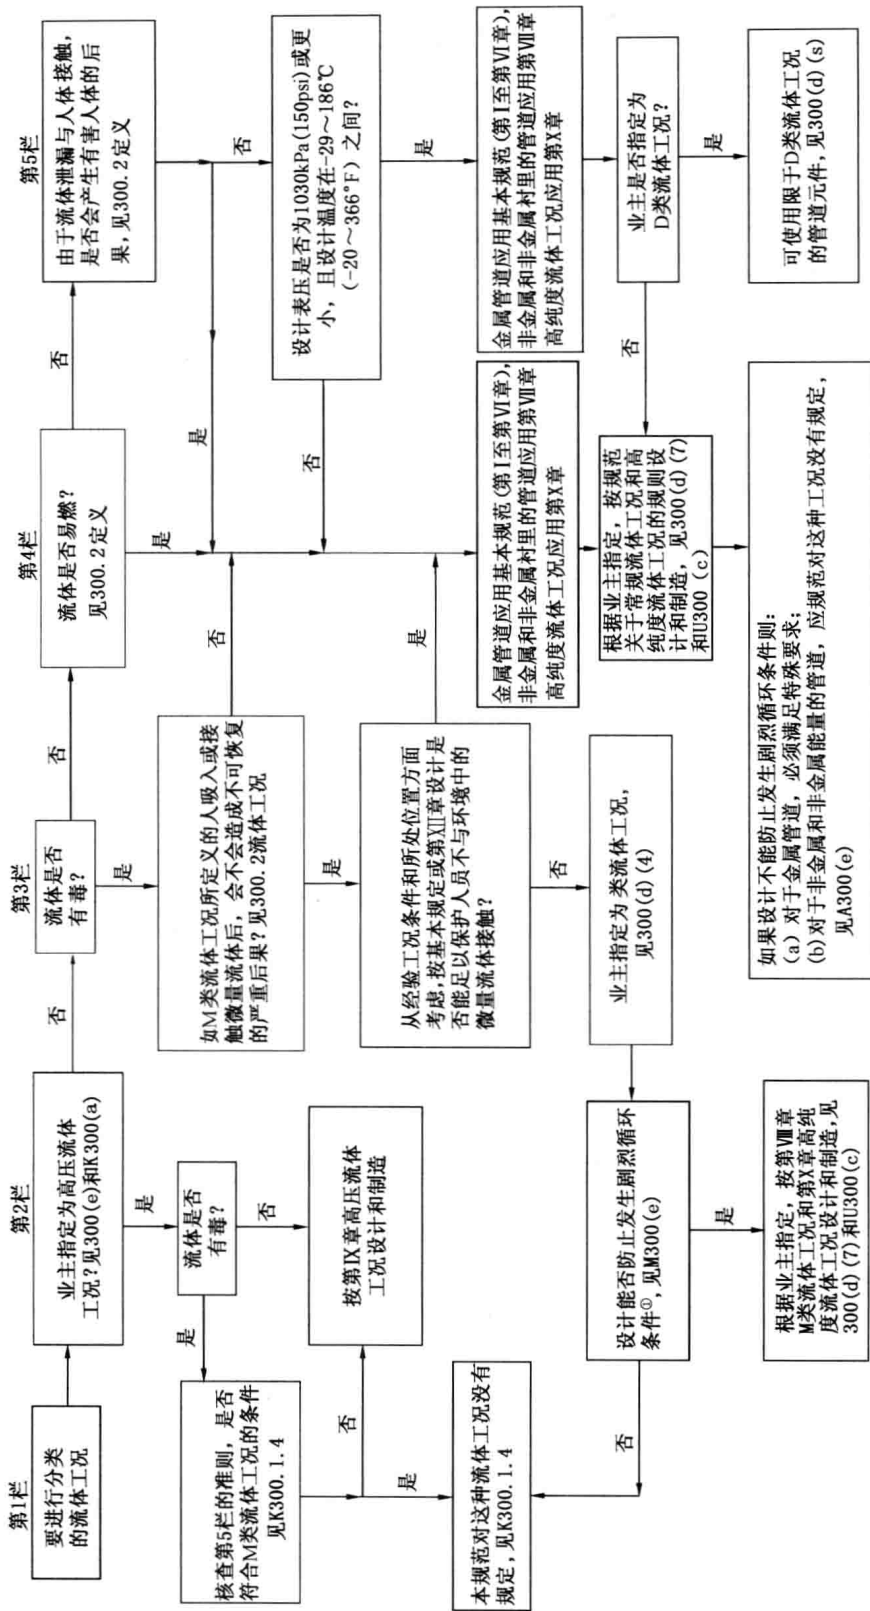 第1栏
要进行分类
的流体工况
核查第5栏的准则，是否
符合M类流体工况的条件
见K300.1.4
否
是
本规范对这种流体工况没有
规定，见K300.1.4
第2栏
业主指定为高压流体
工况？见300(e)和K300(a)
否
是
流体是否
有毒？
是
否
按第Ⅸ章高压流体
工况设计和制造
设计能否防止发生剧烈循环
条件①，见M300(e)
否
是
根据业主指定，按第Ⅷ章
M类流体工况和第X章高纯
度流体工况设计和制造，见
300(d)(7)和U300(c)
第3栏
流体是否
有毒？
否
是
如M类流体工况所定义的人吸入或接
触微量流体后，会不会造成不可恢复
的严重后果？见300.2流体工况
否
是
从经验工况条件和所处位置方面
考虑，按基本规定或第Ⅻ章设计是
否能足以保护人员不与环境中的
微量流体接触？
是
否
业主指定为 类流体工况，
见300(d)(4)
第4栏
流体是否易燃？
见300.2定义
否
是
是
金属管道应用基本规范(第Ⅰ至第Ⅵ章)，
非金属和非金属衬里的管道应用第Ⅶ章
高纯度流体工况应用第X章
根据业主指定，按规范
关于常规流体工况和高
纯度流体工况的规则设
计和制造，见300(d)(7)
和U300 (c)
如果设计不能防止发生剧烈循环条件则：
(a) 对于金属管道，必须满足特殊要求；
(b)对于非金属和非金属能量的管道，应规范对这种工况没有规定，
见A300(e)
第5栏
由于流体泄漏与人体接触，
是否会产生有害人体的后
果，见300.2定义
否
设计表压是否为1030kPa(150psi)或更
小，且设计温度在-29～186℃
(-20～366°F) 之间？
否
是
金属管道应用基本规范(第Ⅰ至第Ⅵ章)，
非金属和非金属衬里的管道应用第Ⅶ章
高纯度流体工况应用第X章
业主是否指定为
D类流体工况？
否
是
可使用限于D类流体工况
的管道元件，见300(d)(s)